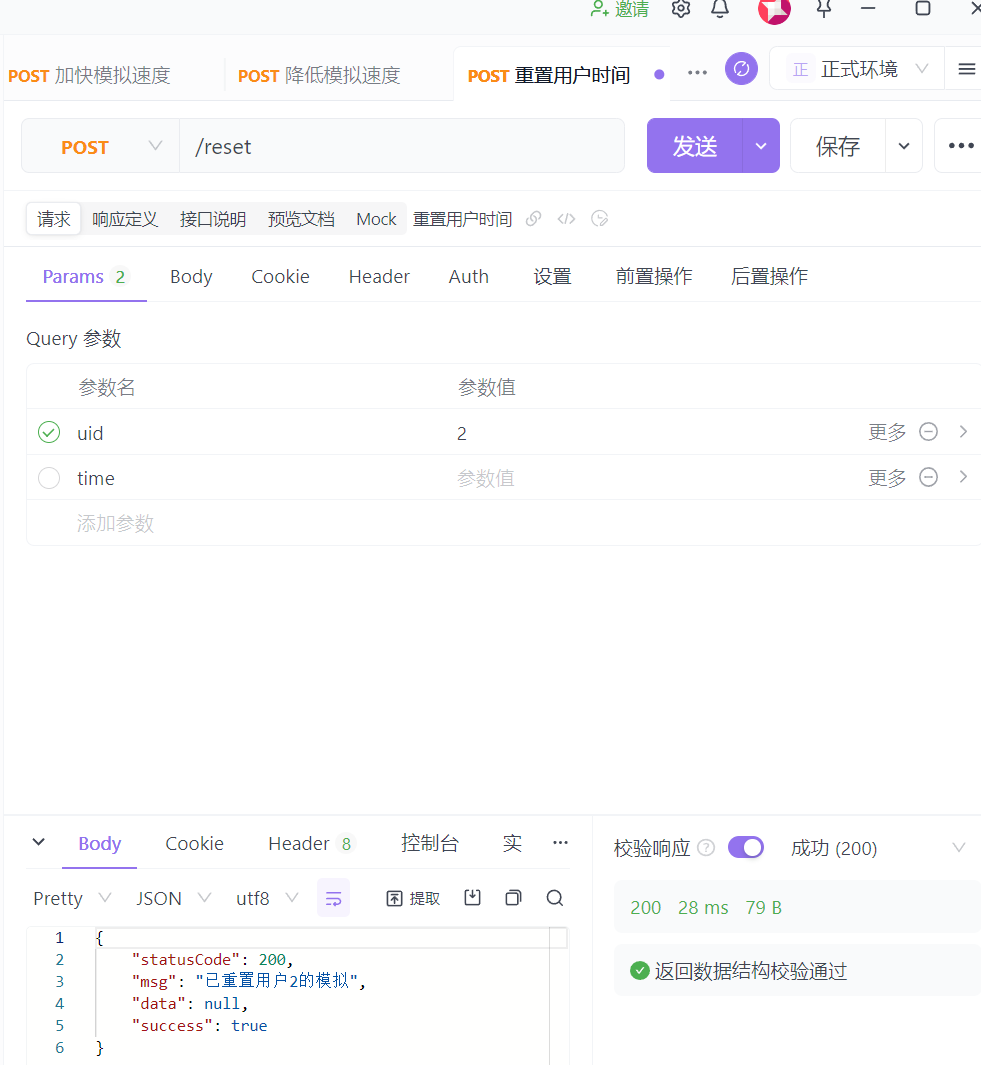 邀请
POST 加快模拟速度 POST 降低模拟速度 POST 重置用户时间 正 正式环境
POST /reset 发送 保存
请求 响应定义 接口说明 预览文档 Mock 重置用户时间
Params 2 Body Cookie Header Auth 设置 前置操作 后置操作
Query 参数
参数名 参数值
uid 2 更多
time 参数值 更多
添加参数
Body Cookie Header 8 控制台 实
校验响应 成功 (200)
Pretty JSON utf8 提取
200 28 ms 79 B
1 {
2 "statusCode": 200,
3 "msg": "已重置用户2的模拟",
4 "data": null,
5 "success": true
6 }
返回数据结构校验通过